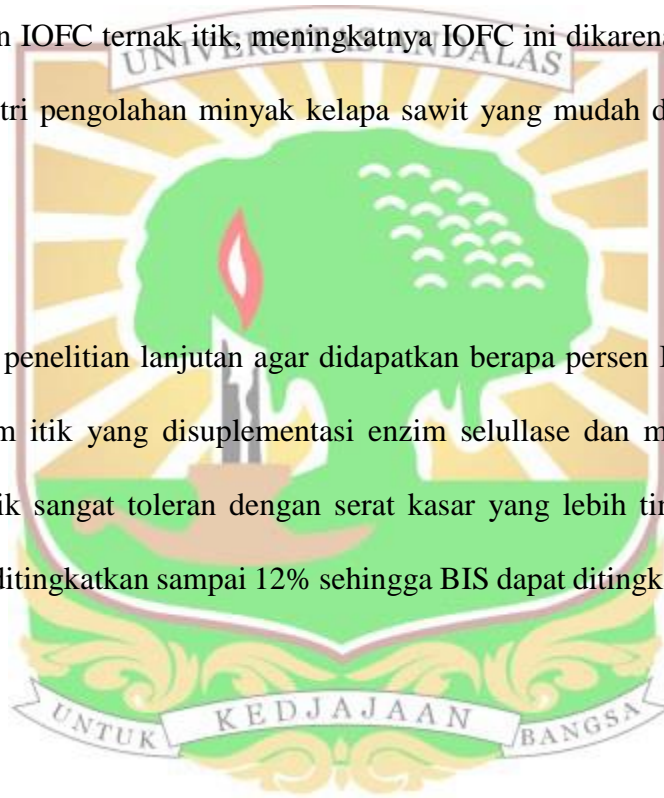 n IOFC ternak itik, meningkatnya IOFC ini dikarena
UNIVERSITAS ANDALAS
tri pengolahan minyak kelapa sawit yang mudah d
penelitian lanjutan agar didapatkan berapa persen
m itik yang disuplementasi enzim selullase dan m
ik sangat toleran dengan serat kasar yang lebih tin
ditingkatkan sampai 12% sehingga BIS dapat ditingk
UNTUK KEDJAJAAN BANGSA